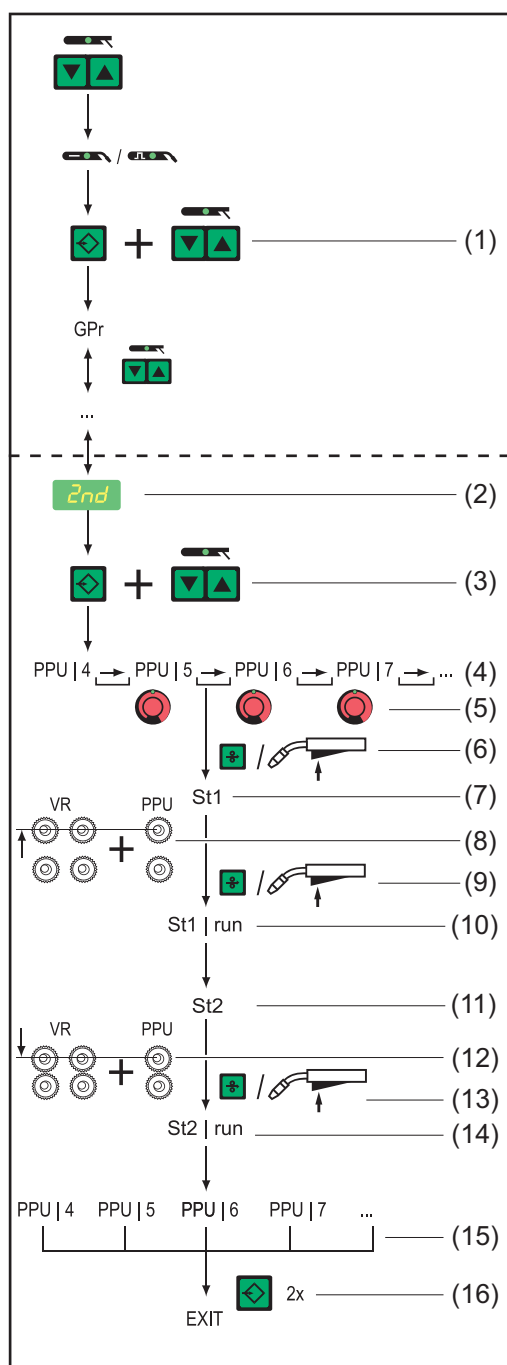 /
+ (1)
GPr
...
2nd (2)
+ (3)
PPU | 4 PPU | 5 PPU | 6 PPU | 7 ... (4)
(5)
/ (6)
St1 (7)
VR PPU
+ (8)
/ (9)
St1 | run (10)
St2 (11)
VR PPU
+ (12)
/ (13)
St2 | run (14)
PPU | 4 PPU | 5 PPU | 6 PPU | 7 ...
(15)
2x (16)
EXIT